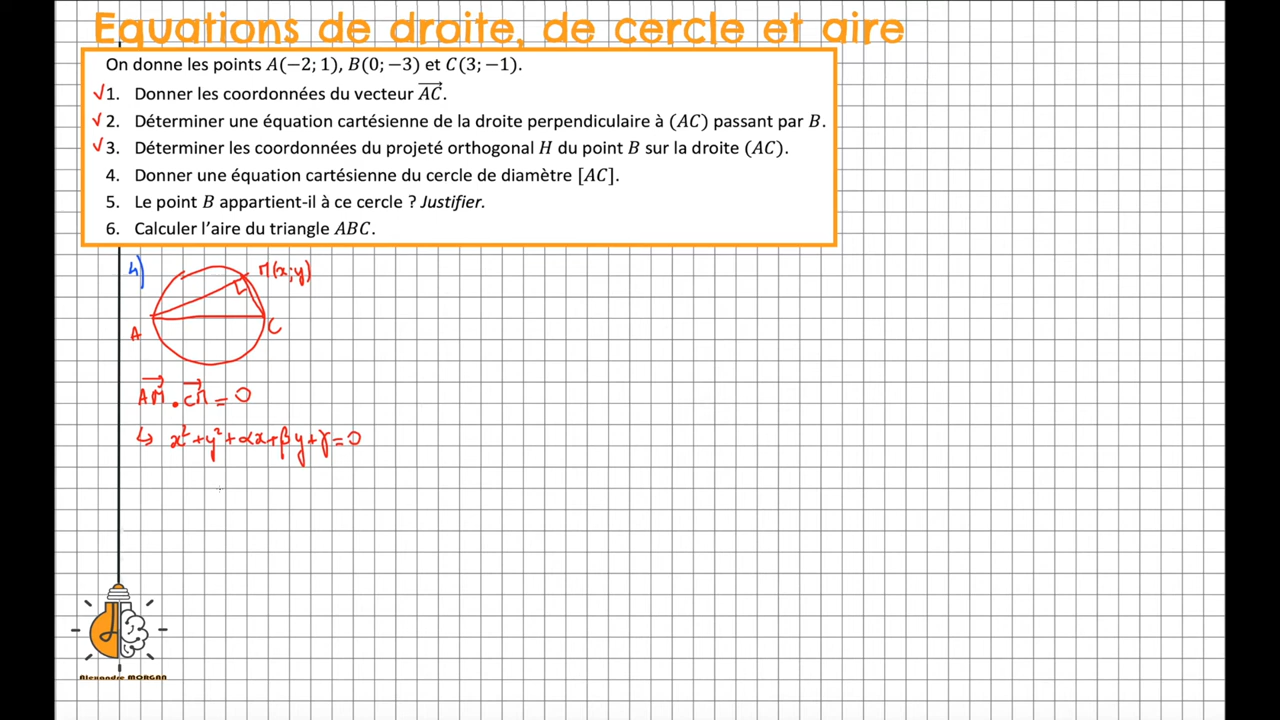 Equations de droite, de cercle et aire
On donne les points A(−2; 1), B(0; −3) et C(3; −1).
✓1. Donner les coordonnées du vecteur \overrightarrow{AC}.
✓2. Déterminer une équation cartésienne de la droite perpendiculaire à (AC) passant par B.
✓3. Déterminer les coordonnées du projeté orthogonal H du point B sur la droite (AC).
4. Donner une équation cartésienne du cercle de diamètre [AC].
5. Le point B appartient-il à ce cercle ? Justifier.
6. Calculer l’aire du triangle ABC.
4)
M(x;y)
A
C
\overrightarrow{AM} . \overrightarrow{CM} = 0
↳ x² + y² + αx + βy + γ = 0
Alexandre MORGAN